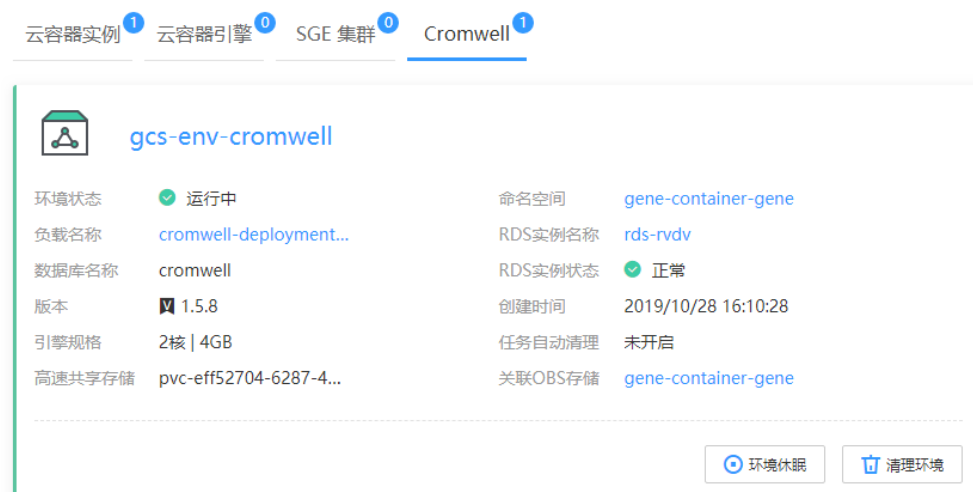 云容器实例 1 云容器引擎 0 SGE 集群 0 Cromwell 1
gcs-env-cromwell
环境状态 运行中 命名空间 gene-container-gene
负载名称 cromwell-deployment... RDS实例名称 rds-rvdv
数据库名称 cromwell RDS实例状态 正常
版本 V 1.5.8 创建时间 2019/10/28 16:10:28
引擎规格 2核 | 4GB 任务自动清理 未开启
高速共享存储 pvc-eff52704-6287-4... 关联OBS存储 gene-container-gene
环境休眠 清理环境